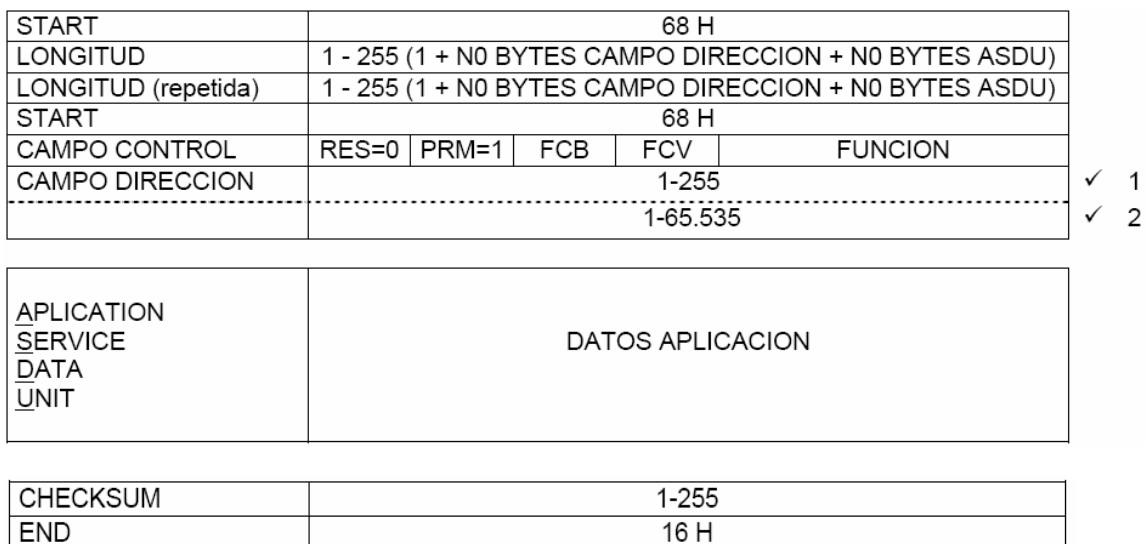 START 68 H
LONGITUD 1 - 255 (1 + N0 BYTES CAMPO DIRECCION + N0 BYTES ASDU)
LONGITUD (repetida) 1 - 255 (1 + N0 BYTES CAMPO DIRECCION + N0 BYTES ASDU)
START 68 H
CAMPO CONTROL RES=0 PRM=1 FCB FCV FUNCION
CAMPO DIRECCION 1-255 ✓ 1
1-65.535 ✓ 2
APLICATION
SERVICE
DATA
UNIT
DATOS APLICACION
CHECKSUM 1-255
END 16 H